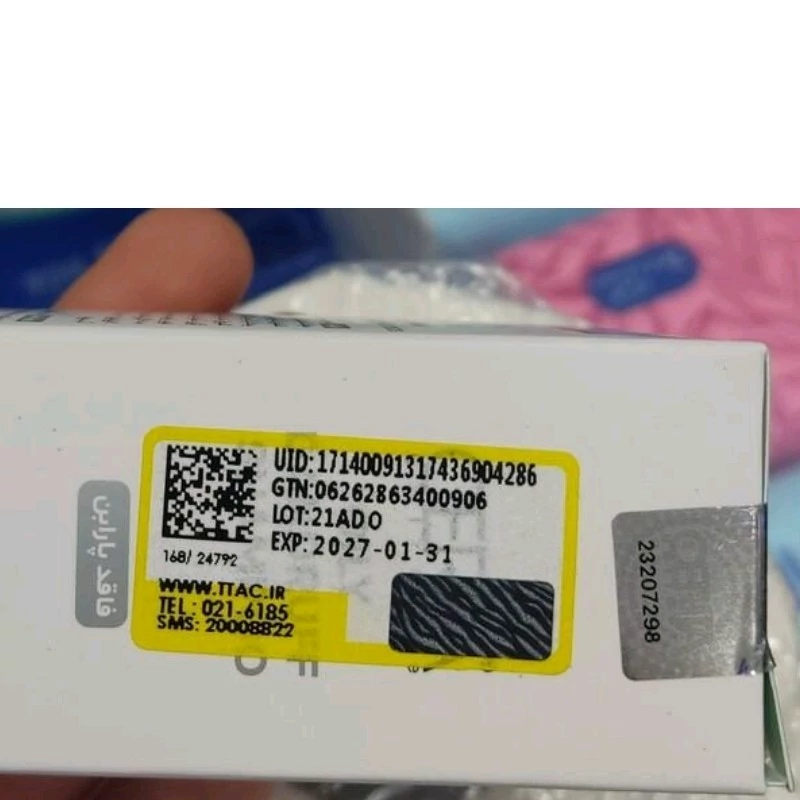 UID:17140091317436904286
GTN:06262863400906
LOT:21ADO
EXP:2027-01-31
168/ 24792
WWW.TTAC.IR
TEL: 021-6185
SMS: 20008822
فاقد پارابن
23207298